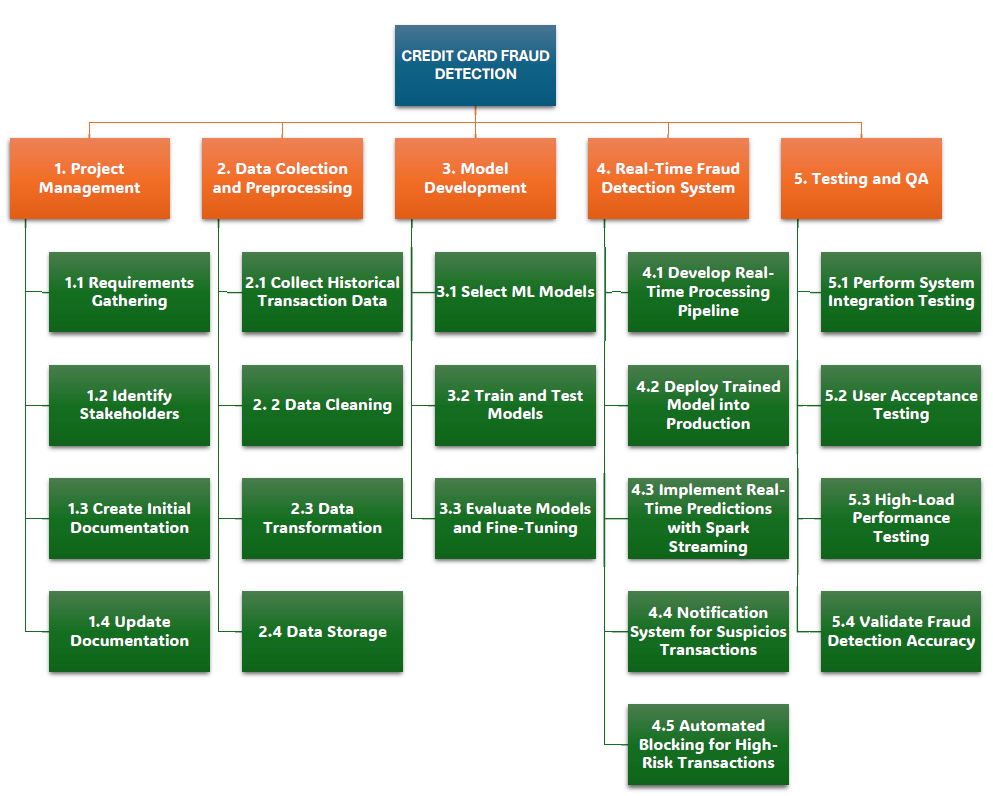 CREDIT CARD FRAUD
DETECTION
1. Project
Management
2. Data Colection
and Preprocessing
3. Model
Development
4. Real-Time Fraud
Detection System
5. Testing and QA
1.1 Requirements
Gathering
1.2 Identify
Stakeholders
1.3 Create Initial
Documentation
1.4 Update
Documentation
2.1 Collect Historical
Transaction Data
2. 2 Data Cleaning
2.3 Data
Transformation
2.4 Data Storage
3.1 Select ML Models
3.2 Train and Test
Models
3.3 Evaluate Models
and Fine-Tuning
4.1 Develop Real-
Time Processing
Pipeline
4.2 Deploy Trained
Model into
Production
4.3 Implement Real-
Time Predictions
with Spark
Streaming
4.4 Notification
System for Suspicios
Transactions
4.5 Automated
Blocking for High-
Risk Transactions
5.1 Perform System
Integration Testing
5.2 User Acceptance
Testing
5.3 High-Load
Performance
Testing
5.4 Validate Fraud
Detection Accuracy